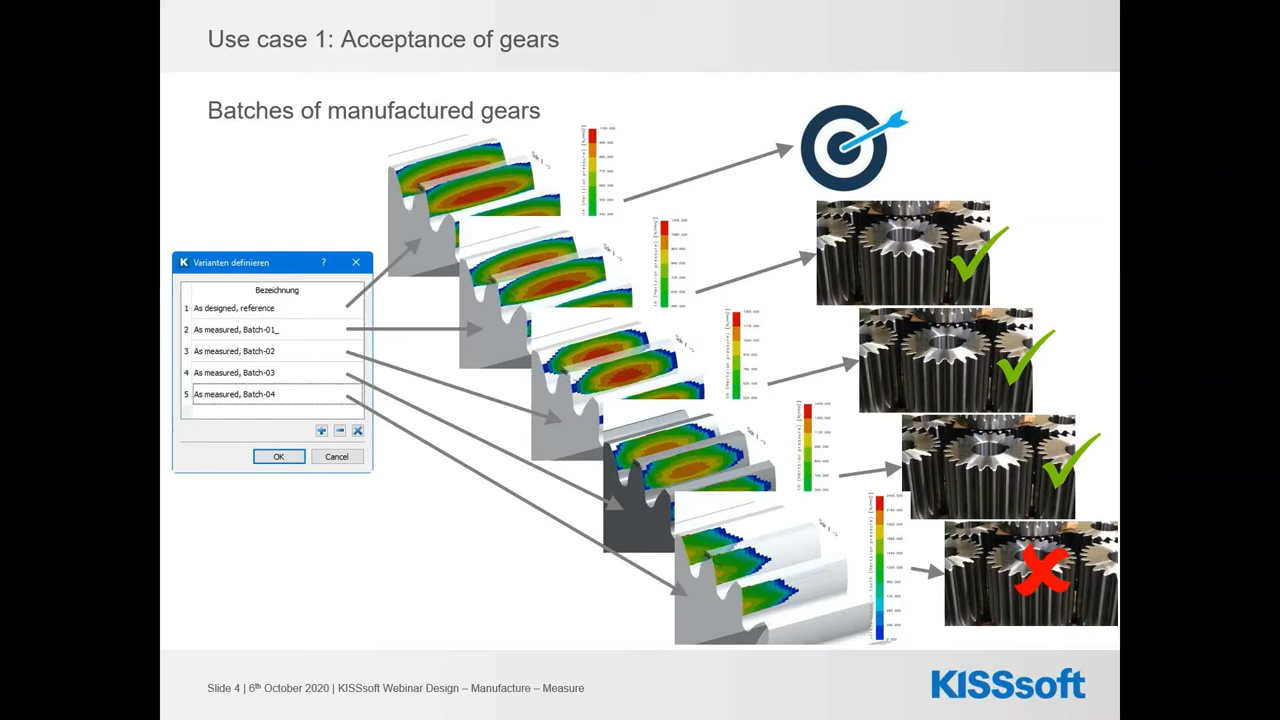 Use case 1: Acceptance of gears
Batches of manufactured gears
Varianten definieren
?
Bezeichnung
1 As designed, reference
2 As measured, Batch-01_
3 As measured, Batch-02
4 As measured, Batch-03
5 As measured, Batch-04
OK
Cancel
Slide 4 | 6th October 2020 | KISSsoft Webinar Design – Manufacture – Measure
KISSsoft